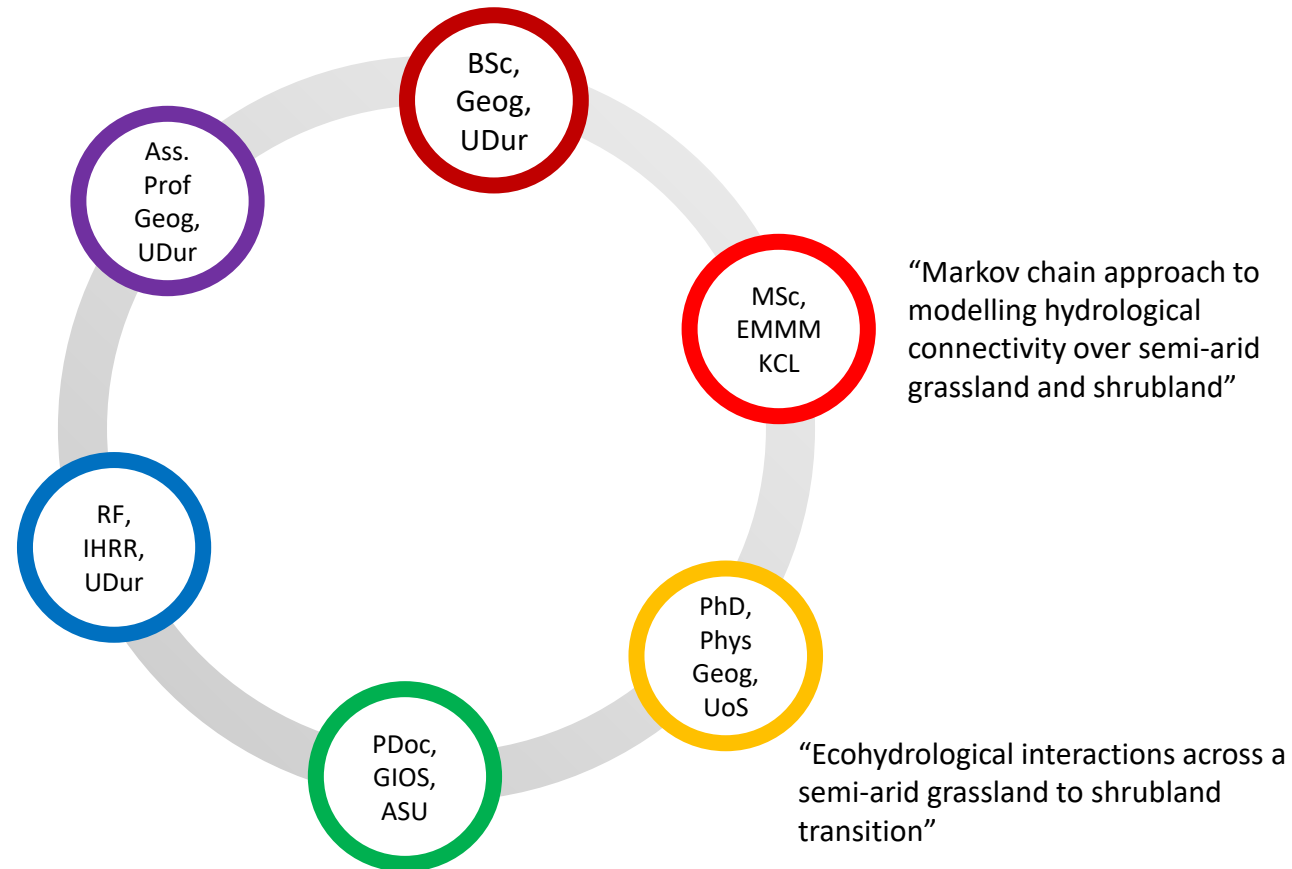 BSc,
Geog,
UDur
MSc,
EMMM
KCL
“Markov chain approach to
modelling hydrological
connectivity over semi-arid
grassland and shrubland”
PhD,
Phys
Geog,
UoS
“Ecohydrological interactions across a
semi-arid grassland to shrubland
transition”
PDoc,
GIOS,
ASU
RF,
IHRR,
UDur
Ass.
Prof
Geog,
UDur